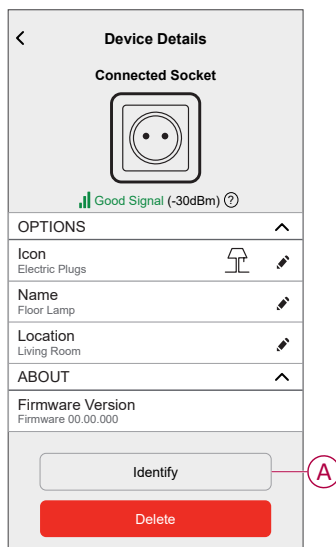 Device Details
Connected Socket
Good Signal (-30dBm) ?
OPTIONS
Icon
Electric Plugs
Name
Floor Lamp
Location
Living Room
ABOUT
Firmware Version
Firmware 00.00.000
Identify
A
Delete